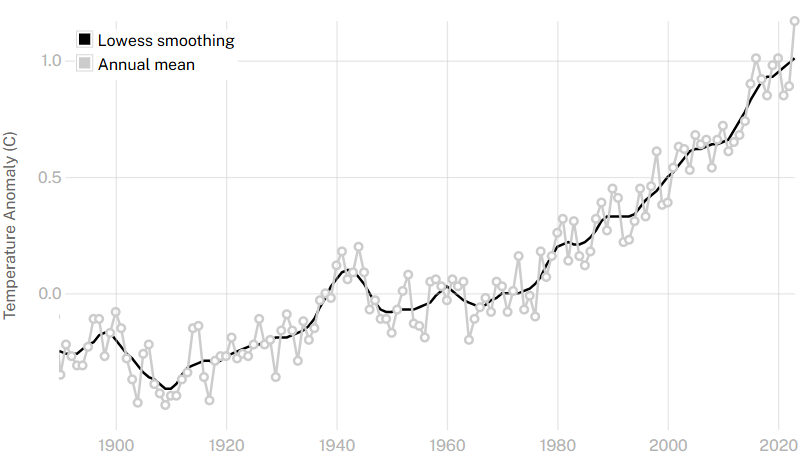 Lowess smoothing
Annual mean
Temperature Anomaly (C)
1.0
0.5
0.0
1900 1920 1940 1960 1980 2000 2020